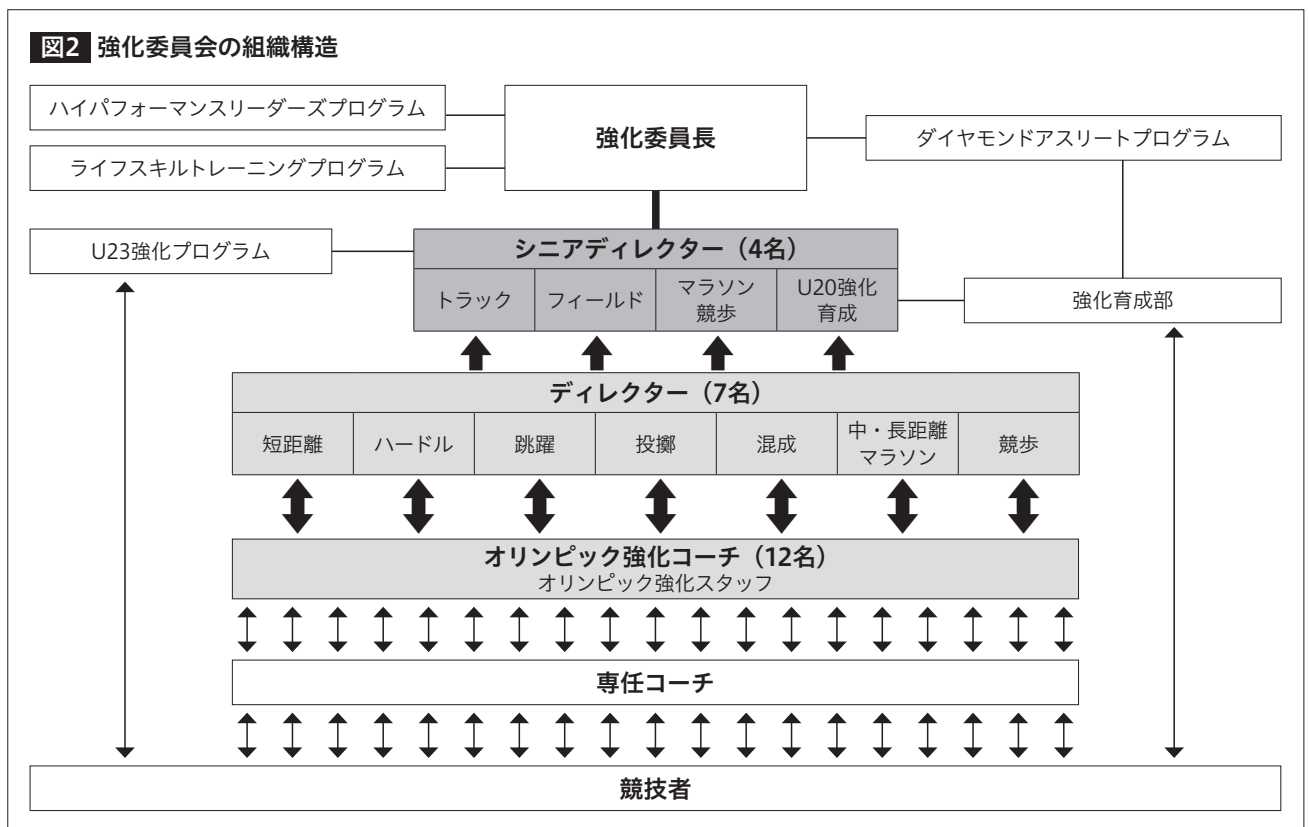 図2 強化委員会の組織構造
ハイパフォーマンスリーダーズプログラム
強化委員長
ダイヤモンドアスリートプログラム
ライフスキルトレーニングプログラム
U23強化プログラム
シニアディレクター（4名）
トラック
フィールド
マラソン
競歩
U20強化
育成
強化育成部
ディレクター（7名）
短距離
ハードル
跳躍
投擲
混成
中・長距離
マラソン
競歩
オリンピック強化コーチ（12名）
オリンピック強化スタッフ
専任コーチ
競技者